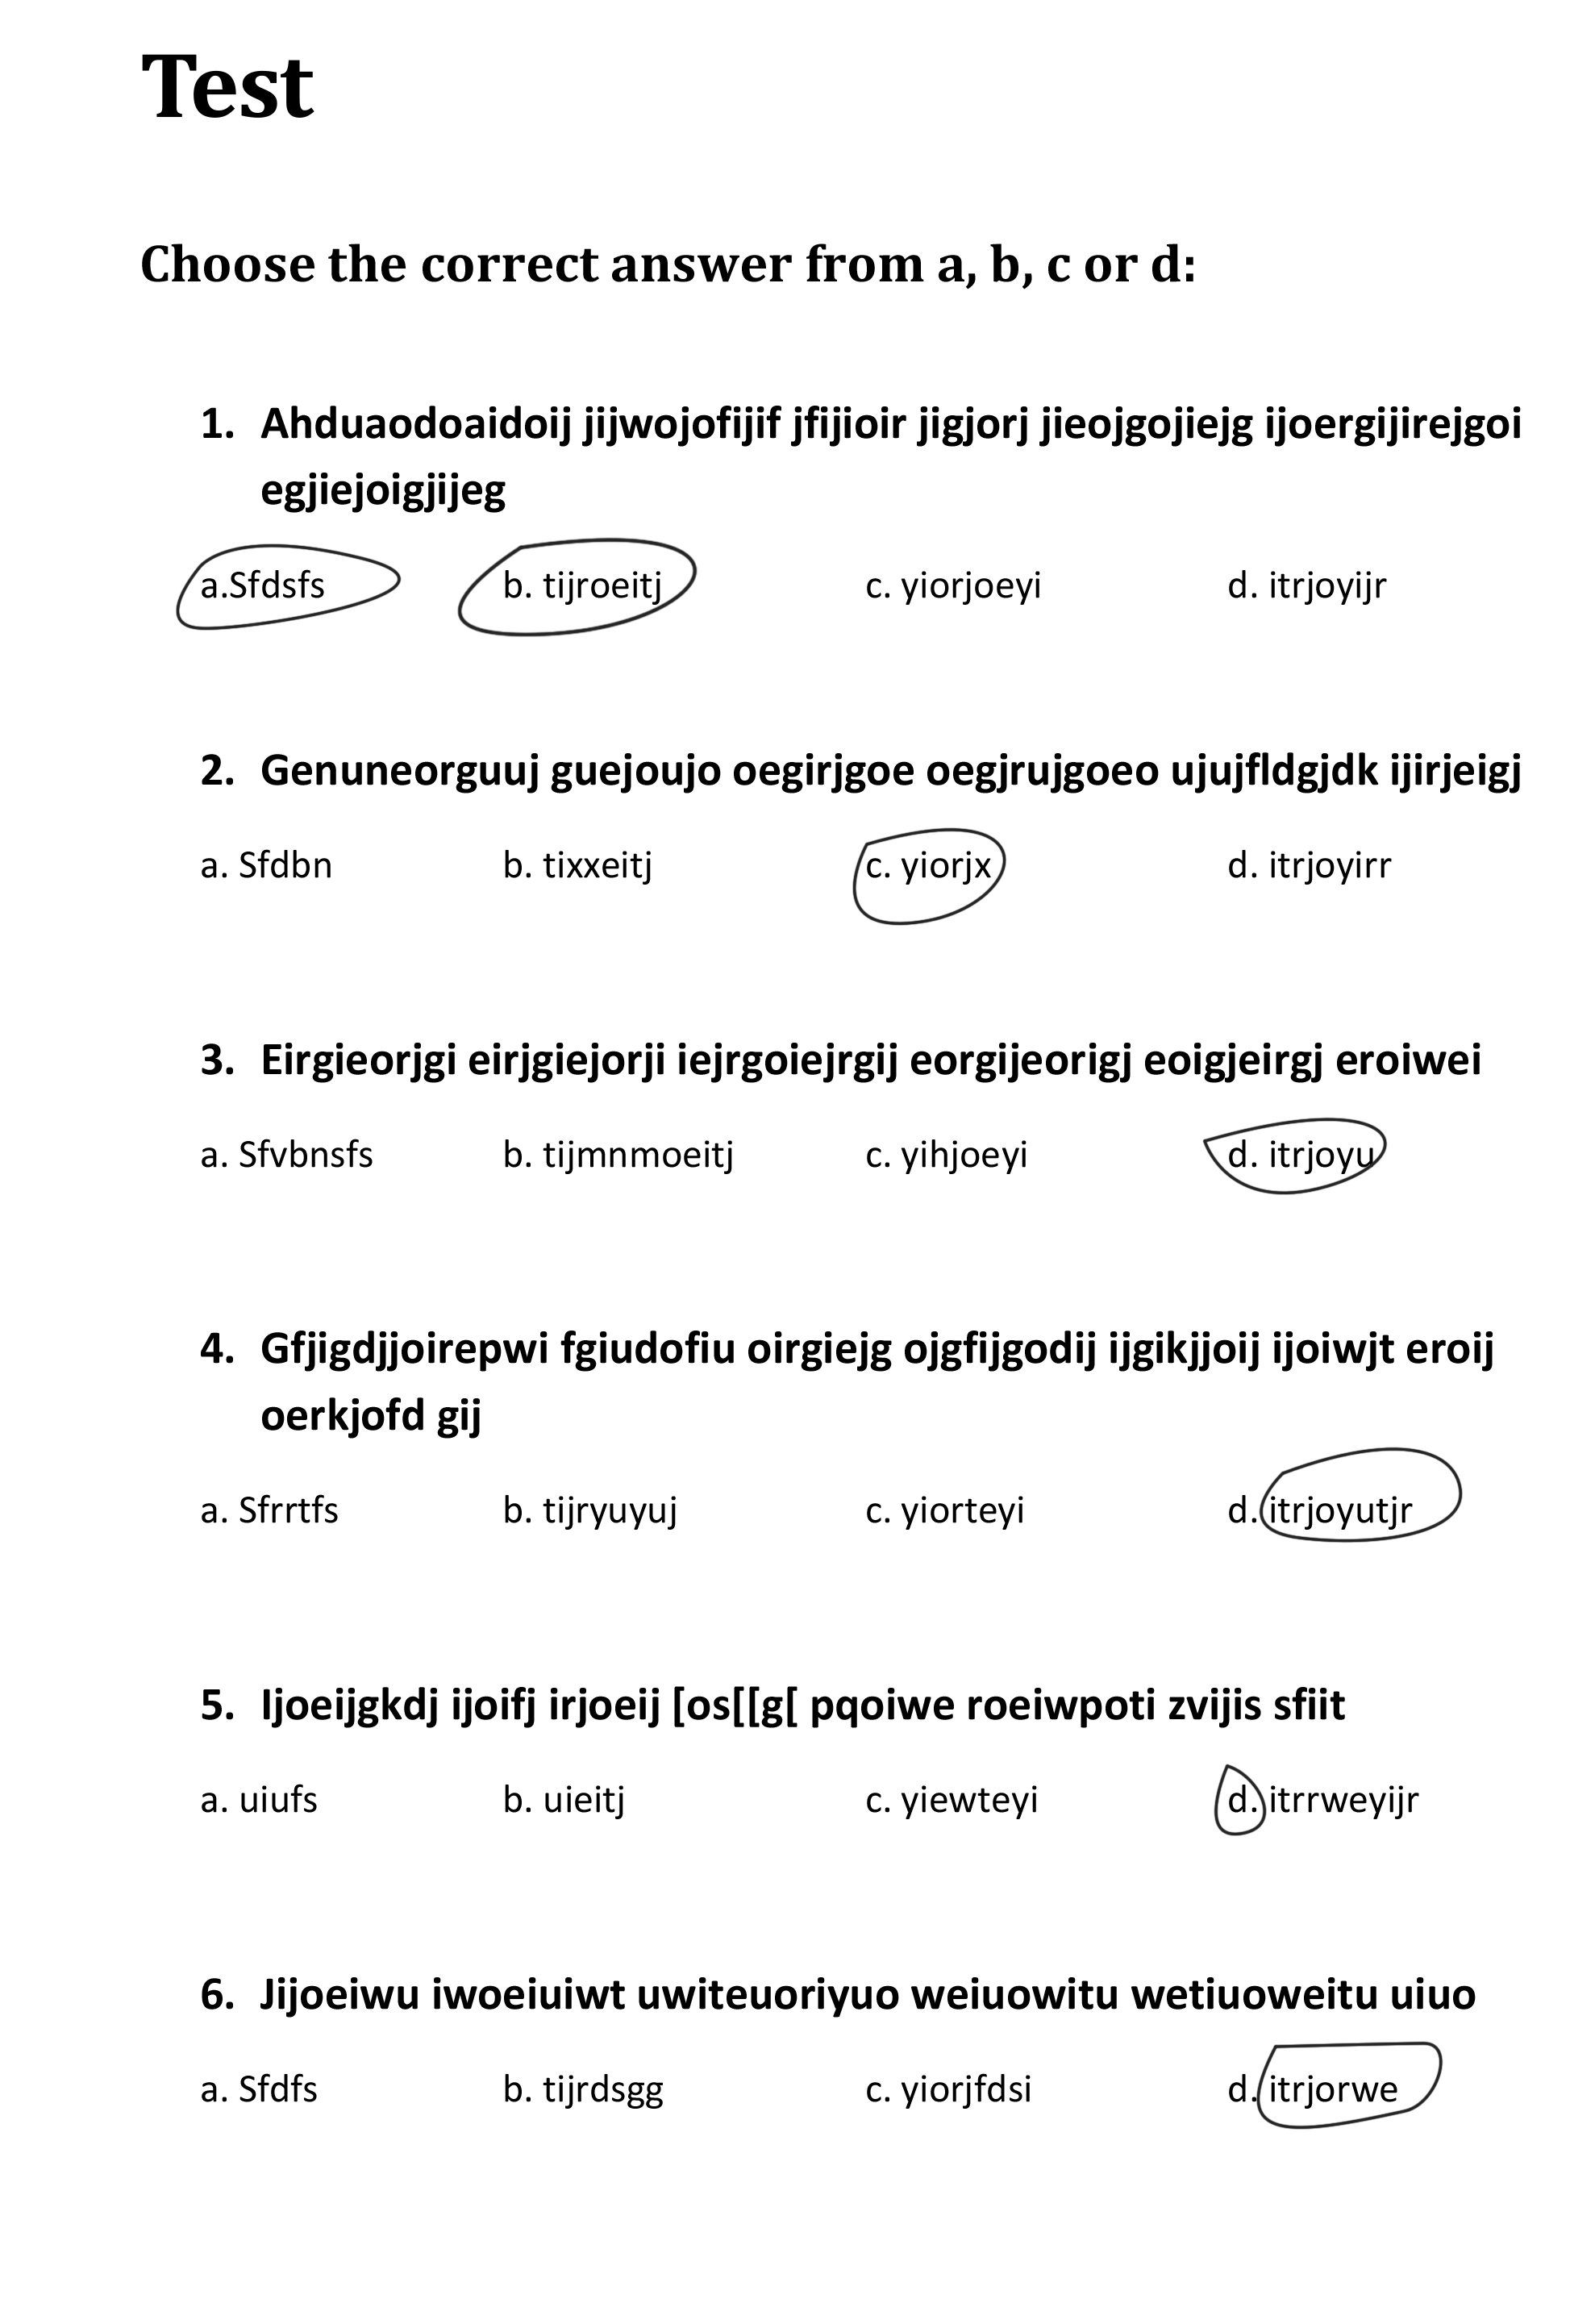 Test
Choose the correct answer from a, b, c or d:
1. Ahduaodoaidoij jijwojofijif jfijioir jigjorj jieojgojiejg ijoergijirejgoi
egjiejoigjijeg
a.Sfdsfs b. tijroeitj c. yiorjoeyi d. itrjoyijr
2. Genuneorguuj guejoujo oegirjgoe oegjrujgoeo ujujfldgjdk ijirjeigj
a. Sfdbn b. tixxeitj c. yiorjx d. itrjoyirr
3. Eirgieorjgi eirjgiejorji iejrgoiejrgij eorgijeorigj eoigjeirgj eroiwei
a. Sfvbnsfs b. tijmnmoeitj c. yihjoeyi d. itrjoyu
4. Gfjigdjjoirepwi fgiudofiu oirgiejg ojgfijgodij ijgikjjoij ijoiwjt eroij
oerkjofd gij
a. Sfrrtfs b. tijryuyuj c. yiorteyi d. itrjoyutjr
5. Ijoeijgkdj ijoifj irjoeij [os[[g[ pqoiwe roeiwpoti zvijis sfiit
a. uiufs b. uieitj c. yiewteyi d. itrrweyijr
6. Jijoeiwu iwoeiuiwt uwiteuoriyuo weiuowitu wetiuoweitu uiuo
a. Sfdfs b. tijrdsgg c. yiorjfdsi d. itrjorwe